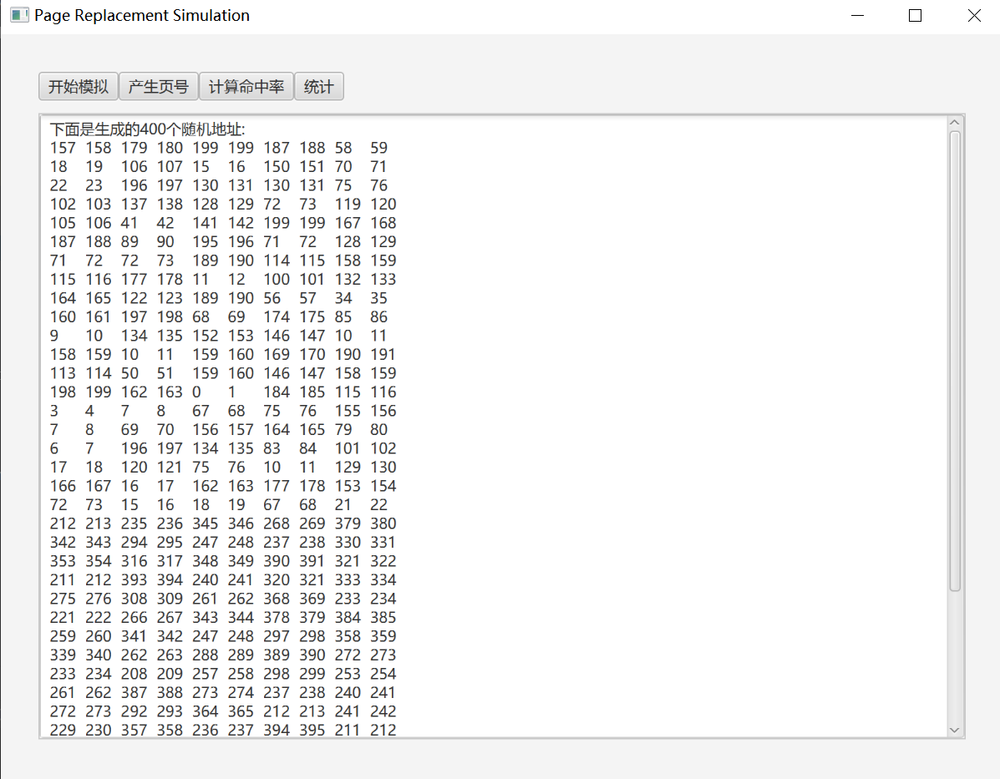 Page Replacement Simulation
开始模拟 产生页号 计算命中率 统计
下面是生成的400个随机地址:
157 158 179 180 199 199 187 188 58 59
18 19 106 107 15 16 150 151 70 71
22 23 196 197 130 131 130 131 75 76
102 103 137 138 128 129 72 73 119 120
105 106 41 42 141 142 199 199 167 168
187 188 89 90 195 196 71 72 128 129
71 72 72 73 189 190 114 115 158 159
115 116 177 178 11 12 100 101 132 133
164 165 122 123 189 190 56 57 34 35
160 161 197 198 68 69 174 175 85 86
9 10 134 135 152 153 146 147 10 11
158 159 10 11 159 160 169 170 190 191
113 114 50 51 159 160 146 147 158 159
198 199 162 163 0 1 184 185 115 116
3 4 7 8 67 68 75 76 155 156
7 8 69 70 156 157 164 165 79 80
6 7 196 197 134 135 83 84 101 102
17 18 120 121 75 76 10 11 129 130
166 167 16 17 162 163 177 178 153 154
72 73 15 16 18 19 67 68 21 22
212 213 235 236 345 346 268 269 379 380
342 343 294 295 247 248 237 238 330 331
353 354 316 317 348 349 390 391 321 322
211 212 393 394 240 241 320 321 333 334
275 276 308 309 261 262 368 369 233 234
221 222 266 267 343 344 378 379 384 385
259 260 341 342 247 248 297 298 358 359
339 340 262 263 288 289 389 390 272 273
233 234 208 209 257 258 298 299 253 254
261 262 387 388 273 274 237 238 240 241
272 273 292 293 364 365 212 213 241 242
229 230 357 358 236 237 394 395 211 212